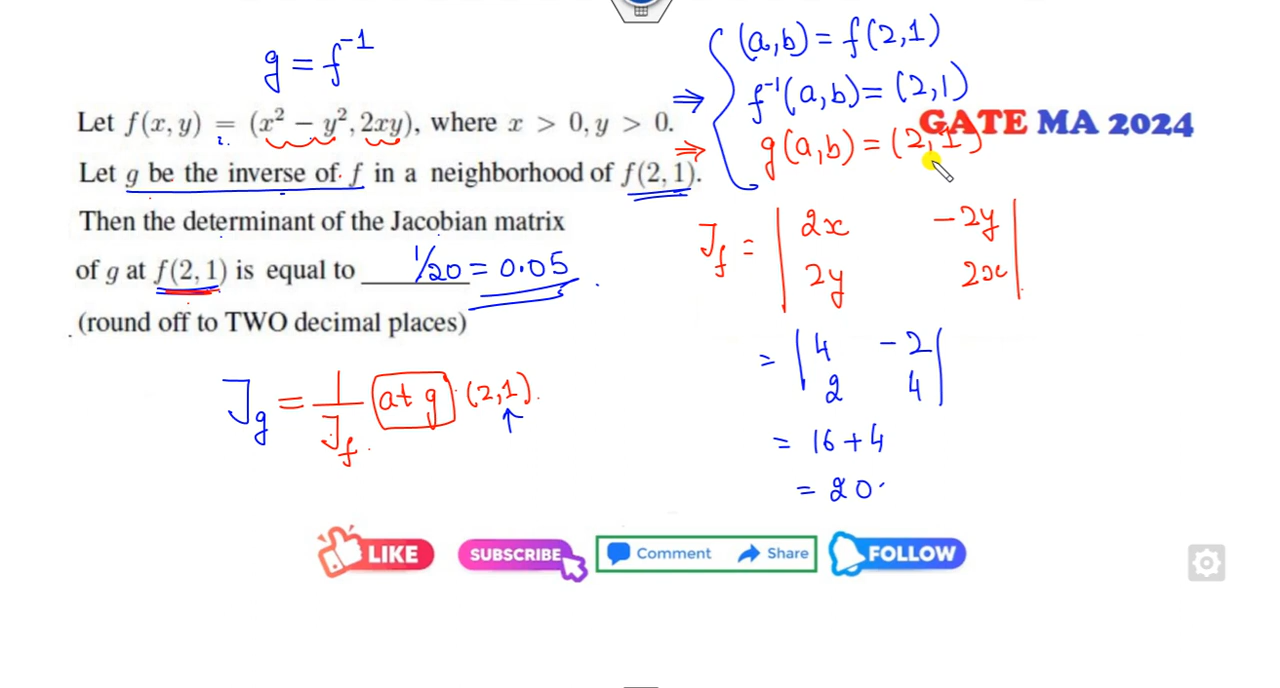 g = f⁻¹
Let f(x, y) = (x² − y², 2xy), where x > 0, y > 0.
Let g be the inverse of f in a neighborhood of f(2, 1).
Then the determinant of the Jacobian matrix
of g at f(2, 1) is equal to ______ 1/20 = 0.05.
(round off to TWO decimal places)
J_g = 1/J_f at g (2,1).
(a,b) = f(2,1)
⇒ f⁻¹(a,b) = (2,1)
GATE MA 2024
⇒ g(a,b) = (2,1)
J_f = | 2x −2y |
| 2y 2x |
= | 4 −2 |
| 2 4 |
= 16 + 4
= 20.
LIKE SUBSCRIBE Comment Share FOLLOW